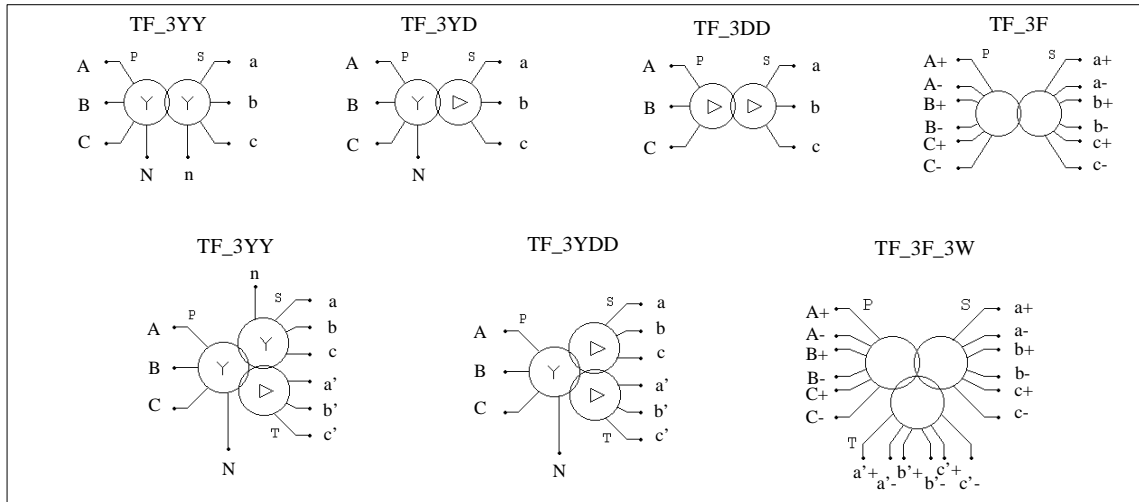 TF_3YY TF_3YD TF_3DD TF_3F
P S P S P S P S
A a A a A a A+ a+
A- a-
B b B b B b B+ b+
B- b-
C c C c C c C+ c+
C- c-
N n N
TF_3YY TF_3YDD TF_3F_3W
n
P S P S P S
A a A a A+ a+
b b A- a-
c c B+ b+
B B B- b-
a' a' C+ c+
C b' C b' C- c-
T c' T c' T
N N a'+ a'- b'+ b'- c'+ c'-